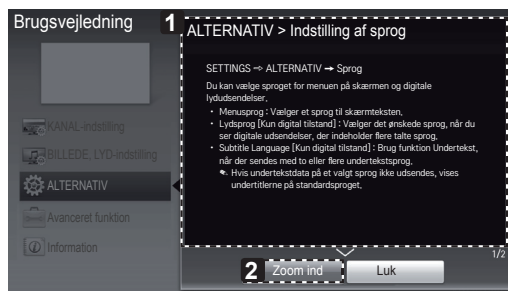 Brugsvejledning
1
ALTERNATIV > Indstilling af sprog
SETTINGS ⇨ ALTERNATIV ➞ Sprog
Du kan vælge sproget for menuen på skærmen og digitale
lydudsendelser.
• Menusprog : Vælger et sprog til skærmteksten.
• Lydsprog [Kun digital tilstand] : Vælger det ønskede sprog, når du
ser digitale udsendelser, der indeholder flere talte sprog.
• Subtitle Language [Kun digital tilstand] : Brug funktion Undertekst,
når der sendes med to eller flere undertekstsprog.
Hvis undertekstdata på et valgt sprog ikke udsendes, vises
undertitlerne på standardsproget.
KANAL-indstilling
BILLEDE. LYD-indstilling
ALTERNATIV
Avanceret funktion
Information
1/2
2
Zoom ind
Luk